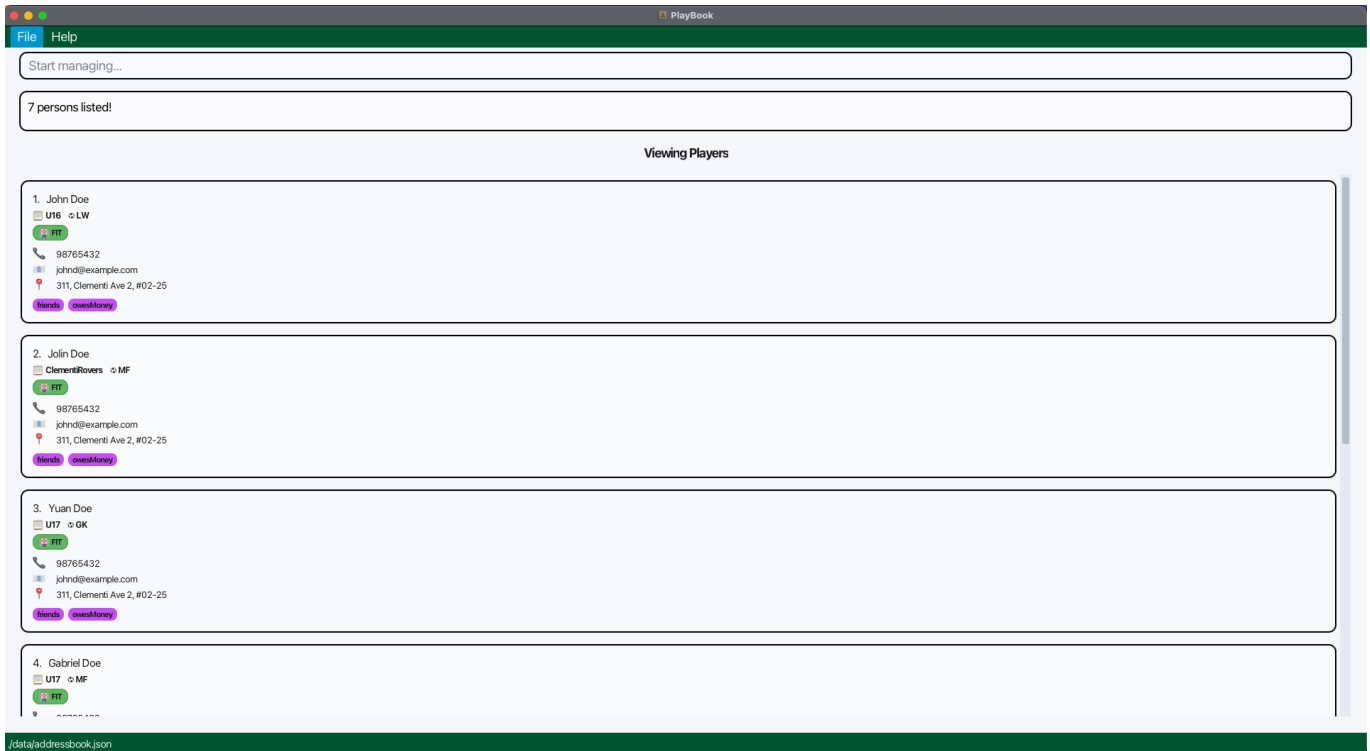 PlayBook
File Help
Start managing...
7 persons listed!
Viewing Players
1. John Doe
U16 LW
FIT
98765432
johnd@example.com
311, Clementi Ave 2, #02-25
friends owesMoney
2. Jolin Doe
ClementiRovers MF
FIT
98765432
johnd@example.com
311, Clementi Ave 2, #02-25
friends owesMoney
3. Yuan Doe
U17 GK
FIT
98765432
johnd@example.com
311, Clementi Ave 2, #02-25
friends owesMoney
4. Gabriel Doe
U17 MF
FIT
./data/addressbook.json